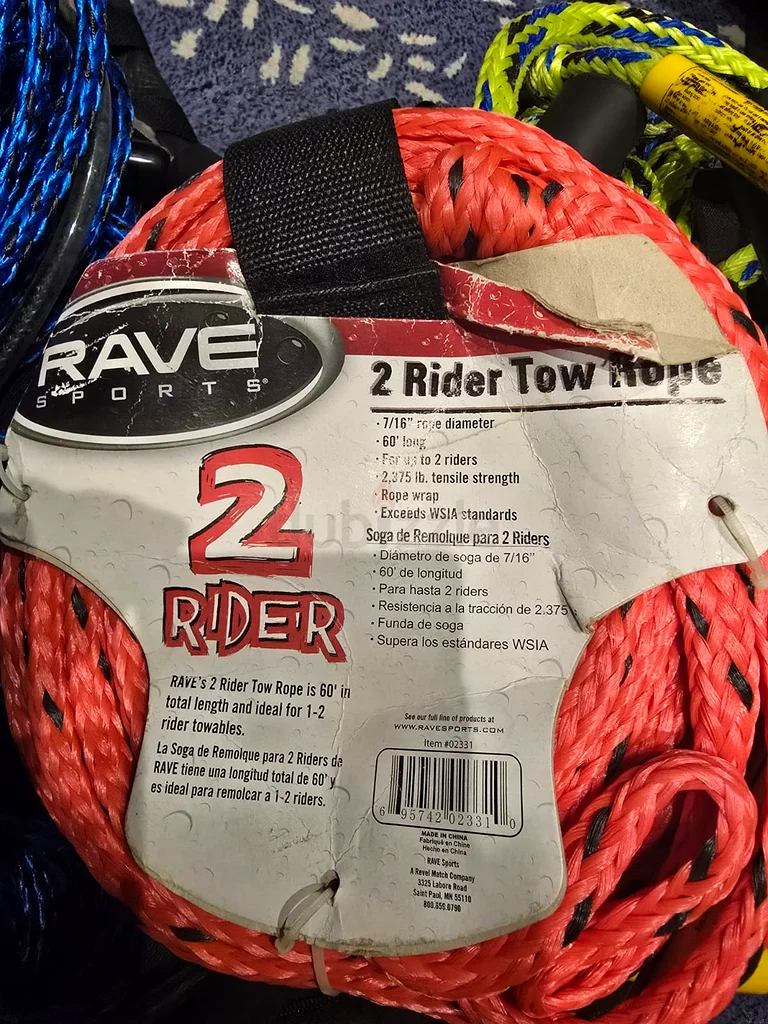 RAVE
SPORTS®
2 Rider Tow Rope
· 7/16" rope diameter
· 60' long
· For up to 2 riders
· 2,375 lb. tensile strength
· Rope wrap
· Exceeds WSIA standards
Soga de Remolque para 2 Riders
· Diámetro de soga de 7/16"
· 60' de longitud
· Para hasta 2 riders
· Resistencia a la tracción de 2,375
· Funda de soga
· Supera los estándares WSIA
2
RIDER
RAVE's 2 Rider Tow Rope is 60' in
total length and ideal for 1-2
rider towables.
La Soga de Remolque para 2 Riders de
RAVE tiene una longitud total de 60' y
es ideal para remolcar a 1-2 riders.
See our full line of products at
WWW.RAVESPORTS.COM
Item #02331
6 95742 02331 0
MADE IN CHINA
Fabriqué en Chine
Hecho en China
RAVE Sports
A Revel Match Company
3325 Labore Road
Saint Paul, MN 55110
800.659.0790